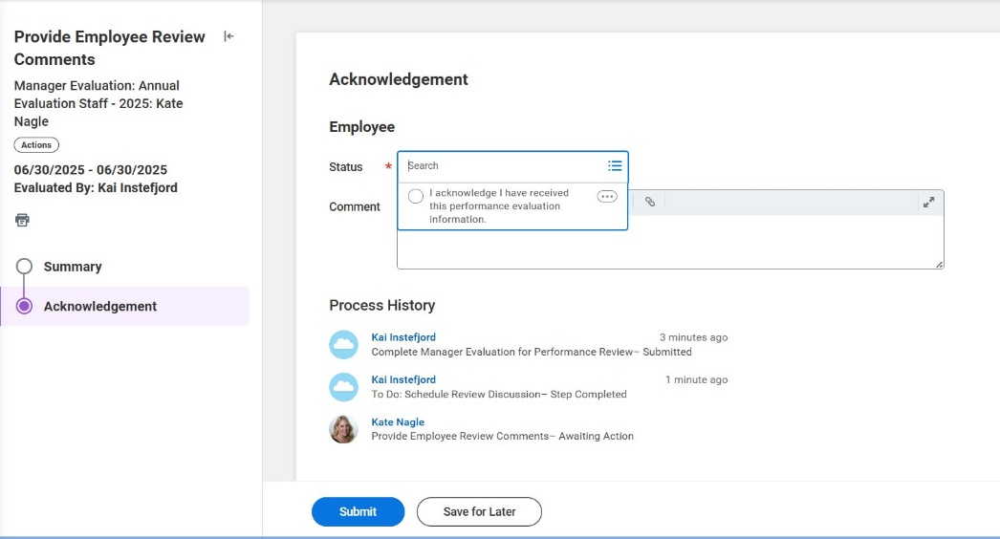 Provide Employee Review
Comments
Manager Evaluation: Annual
Evaluation Staff - 2025: Kate
Nagle
Actions
06/30/2025 - 06/30/2025
Evaluated By: Kai Instefjord
Summary
Acknowledgement
Acknowledgement
Employee
Status *
Search
I acknowledge I have received
this performance evaluation
information.
Comment
Process History
Kai Instefjord 3 minutes ago
Complete Manager Evaluation for Performance Review– Submitted
Kai Instefjord 1 minute ago
To Do: Schedule Review Discussion– Step Completed
Kate Nagle
Provide Employee Review Comments– Awaiting Action
Submit
Save for Later